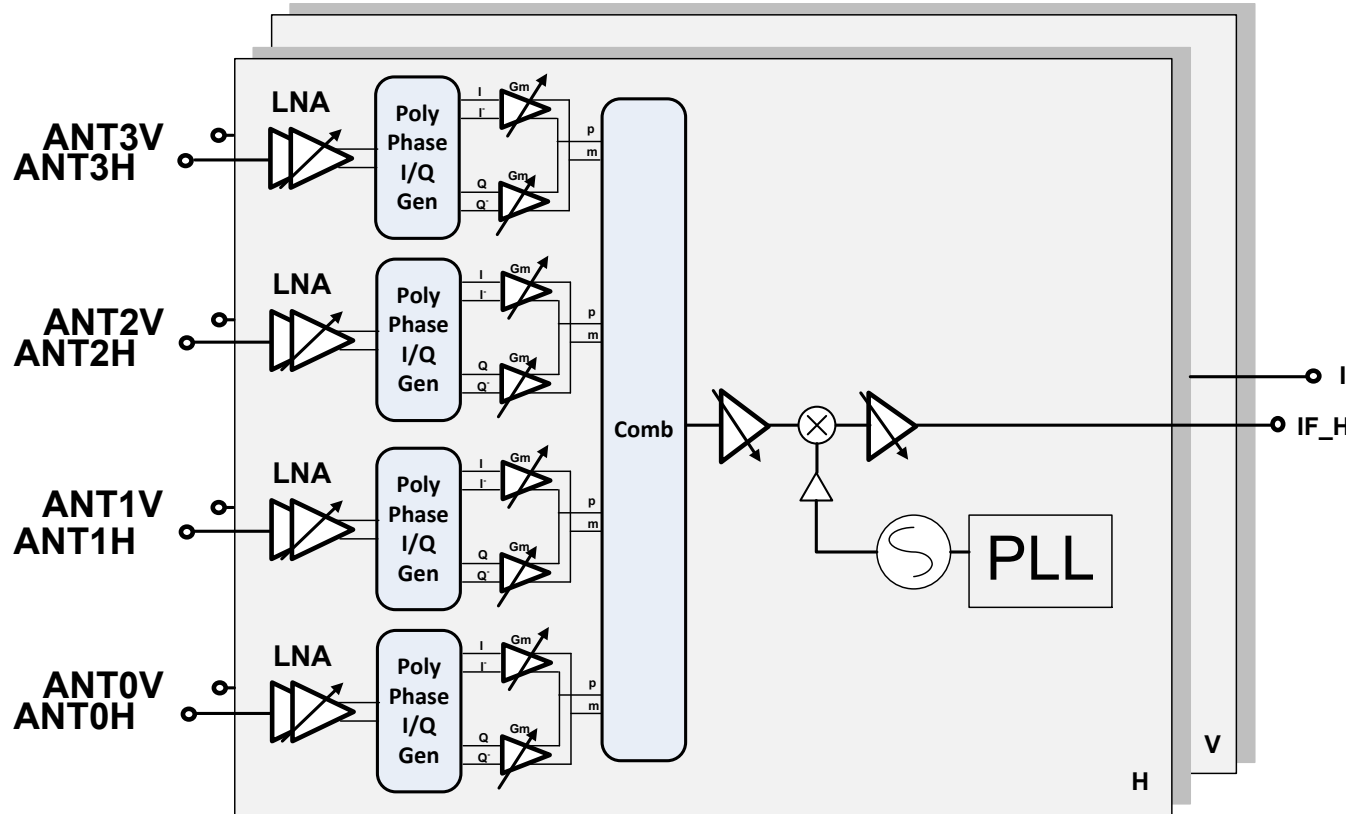 LNA
ANT3V
ANT3H
Poly
Phase
I/Q
Gen
I
I-
Gm
Q
Q-
Gm
p
m
LNA
ANT2V
ANT2H
Poly
Phase
I/Q
Gen
I
I-
Gm
Q
Q-
Gm
p
m
LNA
ANT1V
ANT1H
Poly
Phase
I/Q
Gen
I
I-
Gm
Q
Q-
Gm
p
m
LNA
ANT0V
ANT0H
Poly
Phase
I/Q
Gen
I
I-
Gm
Q
Q-
Gm
p
m
Comb
PLL
IF_H
V
H